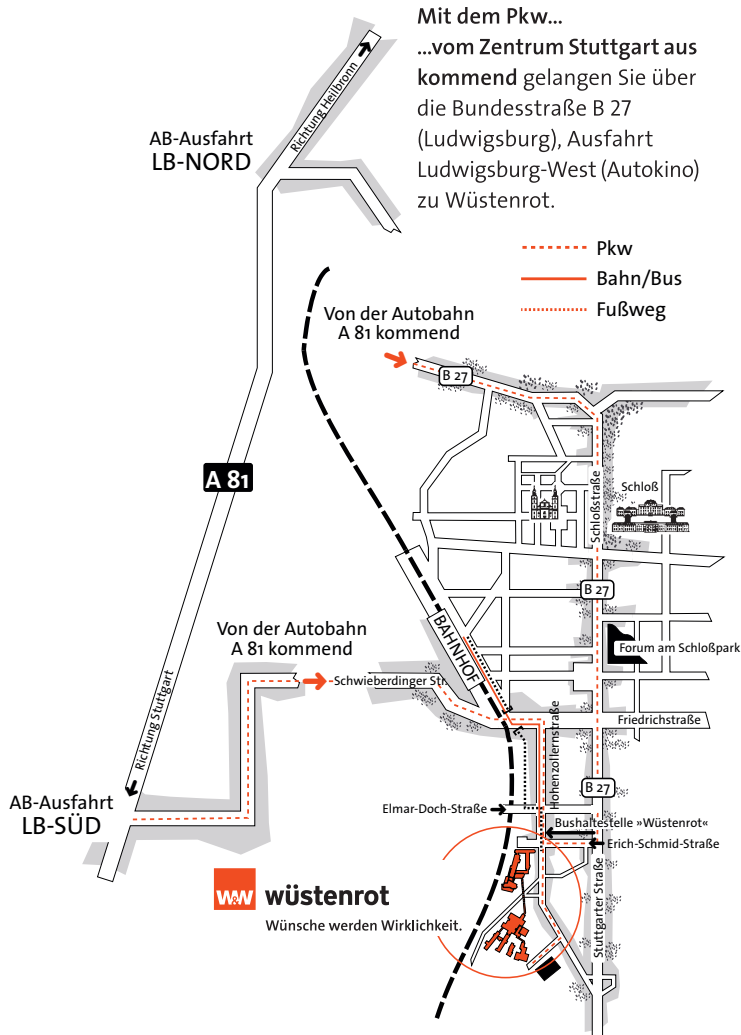 Mit dem Pkw...
...vom Zentrum Stuttgart aus
kommend gelangen Sie über
die Bundesstraße B 27
(Ludwigsburg), Ausfahrt
Ludwigsburg-West (Autokino)
zu Wüstenrot.
Richtung Heilbronn
AB-Ausfahrt
LB-NORD
Pkw
Bahn/Bus
Fußweg
Von der Autobahn
A 81 kommend
B 27
A 81
Schloßstraße
Schloß
B 27
BAHNHOF
Forum am Schloßpark
Von der Autobahn
A 81 kommend
Schwieberdinger Str.
Friedrichstraße
Hohenzollernstraße
Richtung Stuttgart
B 27
AB-Ausfahrt
LB-SÜD
Elmar-Doch-Straße
Bushaltestelle »Wüstenrot«
Erich-Schmid-Straße
Stuttgarter Straße
W&W wüstenrot
Wünsche werden Wirklichkeit.